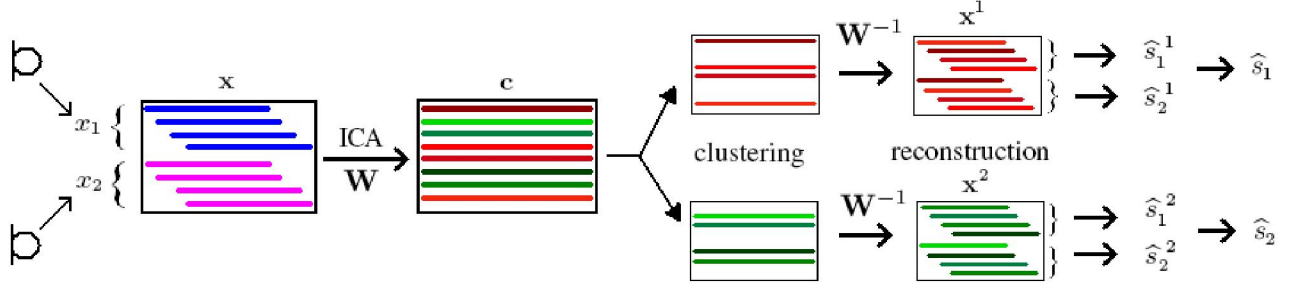 x
x₁
x₂
ICA
W
c
clustering
W⁻¹
x¹
ŝ₁¹
ŝ₂¹
ŝ₁
reconstruction
W⁻¹
x²
ŝ₁²
ŝ₂²
ŝ₂